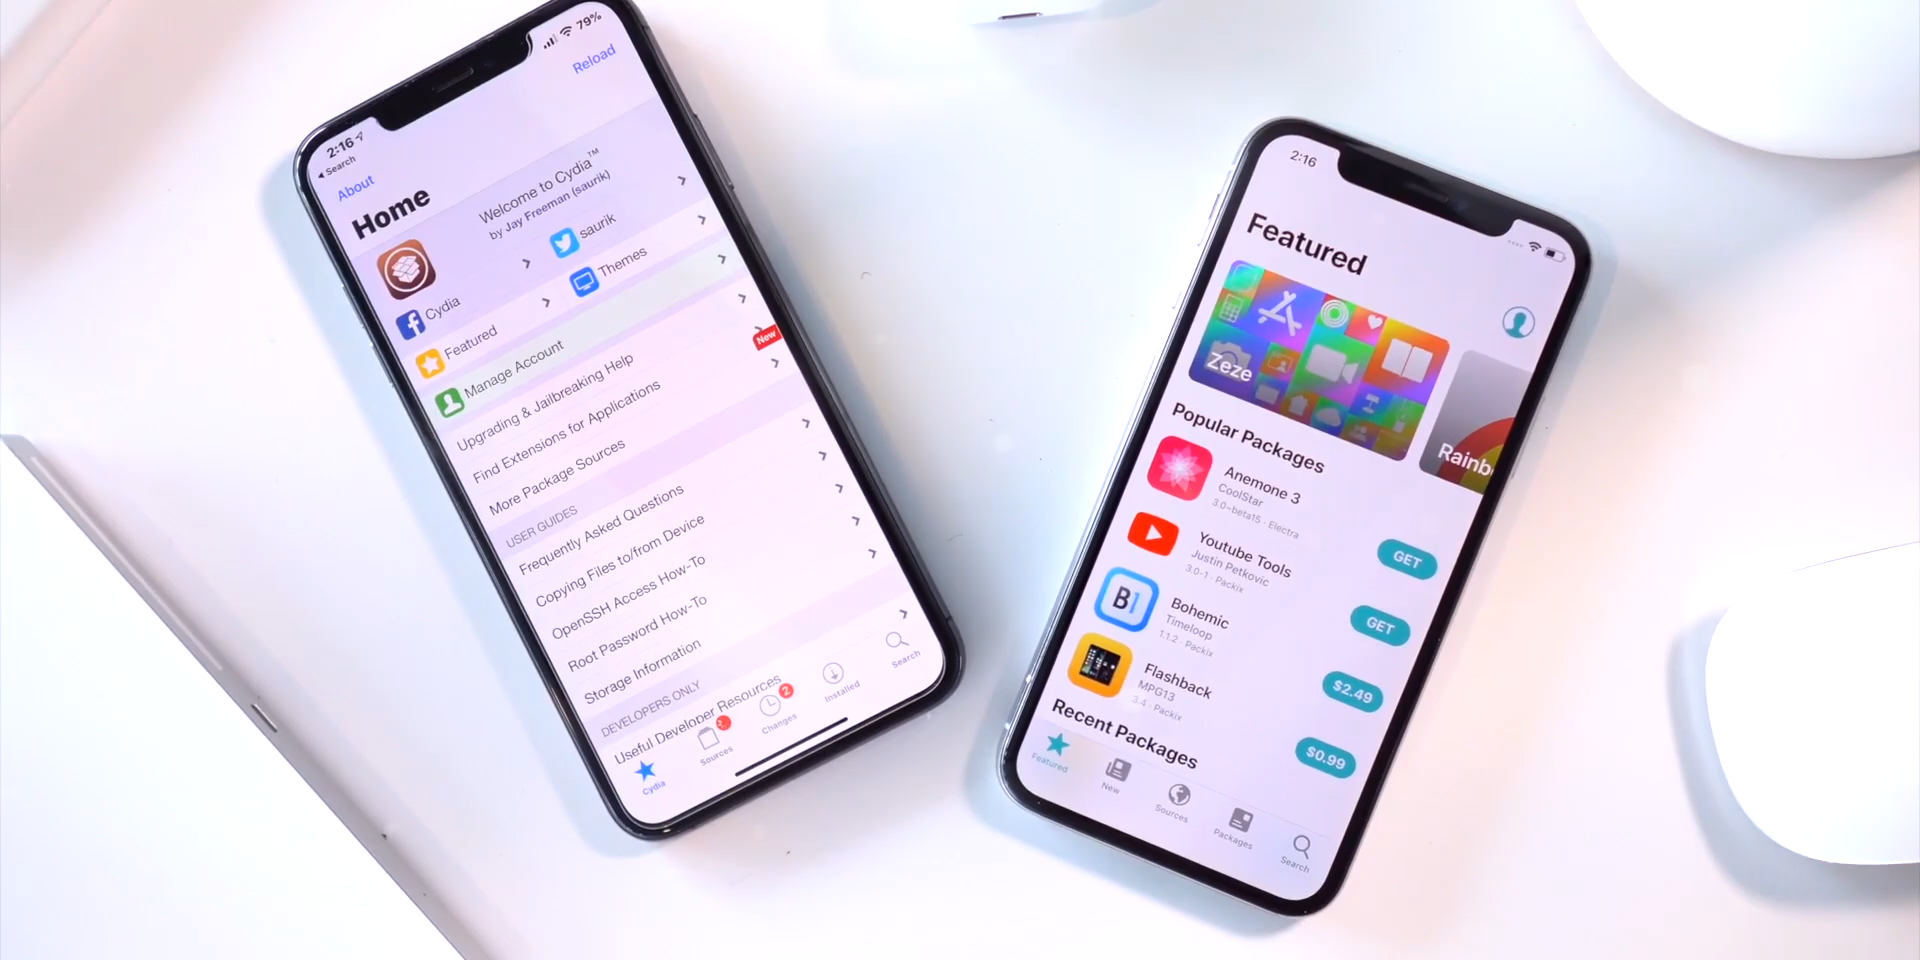 2:16
79%
Search
Reload
About
Home
Welcome to Cydia™
by Jay Freeman (saurik)
Cydia
saurik
Featured
Themes
Manage Account
Upgrading & Jailbreaking Help
Find Extensions for Applications
New
More Package Sources
USER GUIDES
Frequently Asked Questions
Copying Files to/from Device
OpenSSH Access How-To
Root Password How-To
Storage Information
DEVELOPERS ONLY
Useful Developer Resources
2
2
Cydia
Sources
Changes
Installed
Search
2:16
Featured
Zeze
Rainb
Popular Packages
Anemone 3
CoolStar
3.0~beta15 · Electra
GET
Youtube Tools
Justin Petkovic
3.0-1 · Packix
GET
B1
Bohemic
Timeloop
1.1.2 · Packix
$2.49
Flashback
MPG13
3.4 · Packix
$0.99
Recent Packages
Featured
New
Sources
Packages
Search